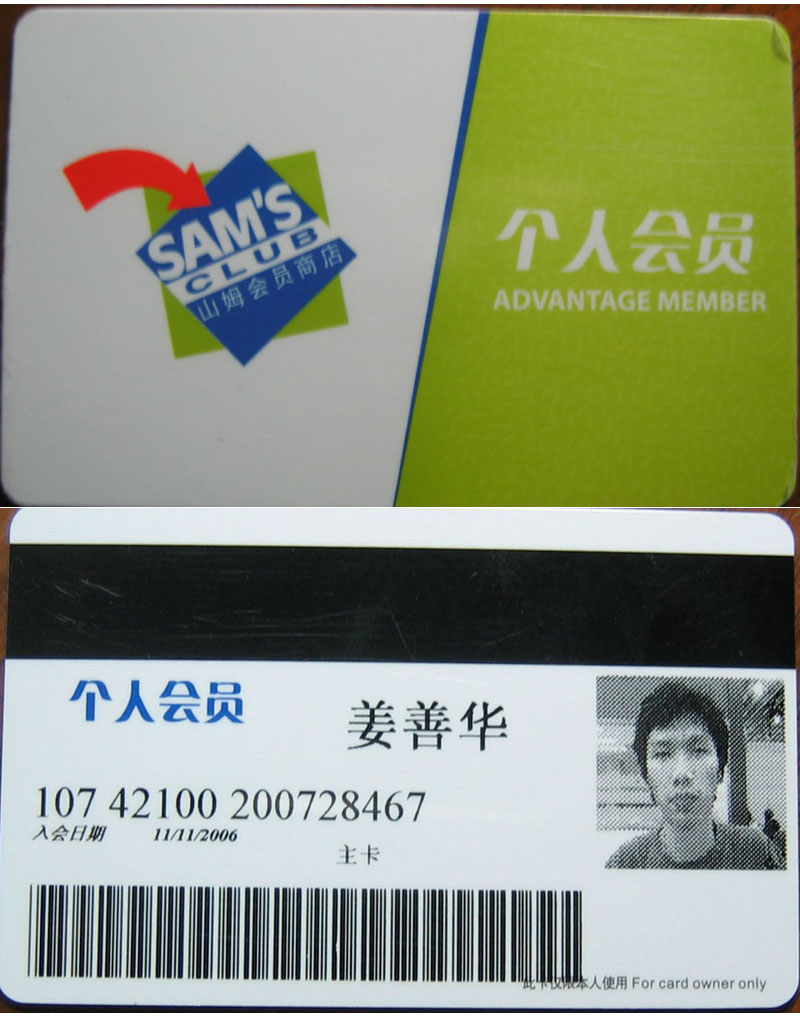 SAM'S
CLUB
山姆会员商店
个人会员
ADVANTAGE MEMBER
个人会员
姜善华
107 42100 200728467
入会日期 11/11/2006
主卡
此卡仅限本人使用 For card owner only